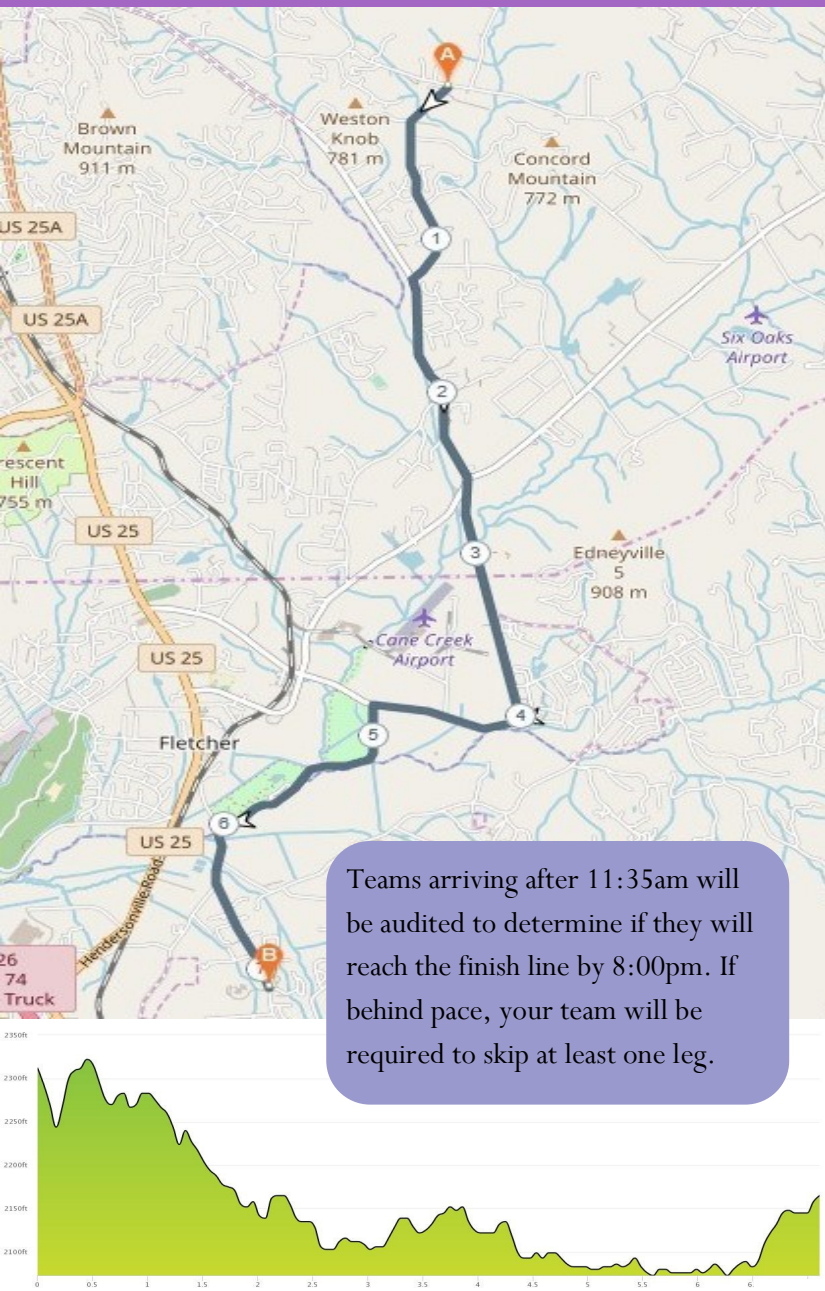 A
Brown
Mountain
911 m
Weston
Knob
781 m
Concord
Mountain
772 m
US 25A
1
US 25A
Six Oaks
Airport
2
rescent
Hill
755 m
US 25
3
Edneyville
5
908 m
Cane Creek
Airport
US 25
4
Fletcher
5
6
US 25
Hendersonville Road
B
26
74
Truck
Teams arriving after 11:35am will
be audited to determine if they will
reach the finish line by 8:00pm. If
behind pace, your team will be
required to skip at least one leg.
2350ft
2300ft
2250ft
2200ft
2150ft
2100ft
0 0.5 1 1.5 2 2.5 3 3.5 4 4.5 5 5.5 6 6.